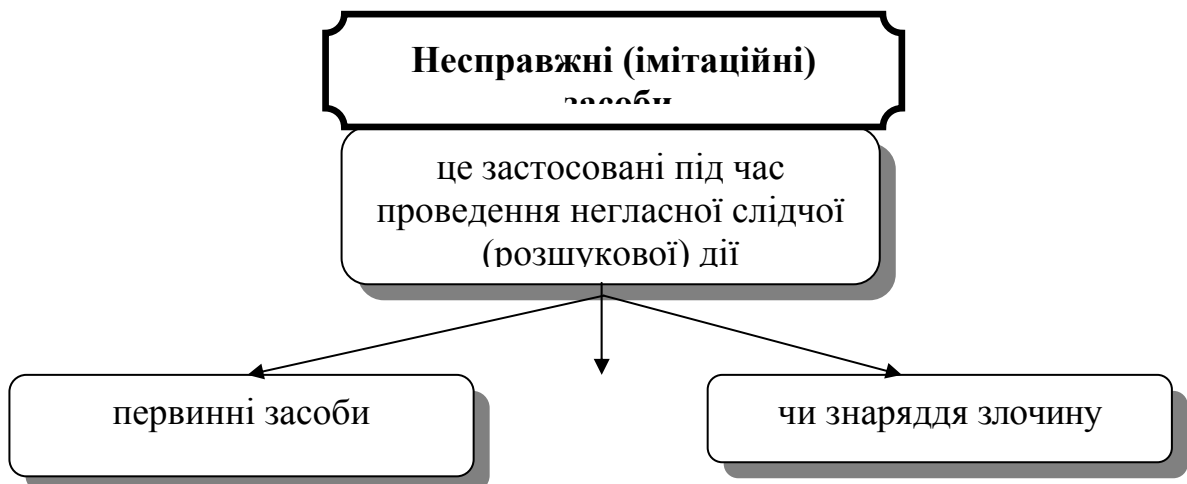 Несправжні (імітаційні)
засоби
це застосовані під час
проведення негласної слідчої
(розшукової) дії
первинні засоби
чи знаряддя злочину